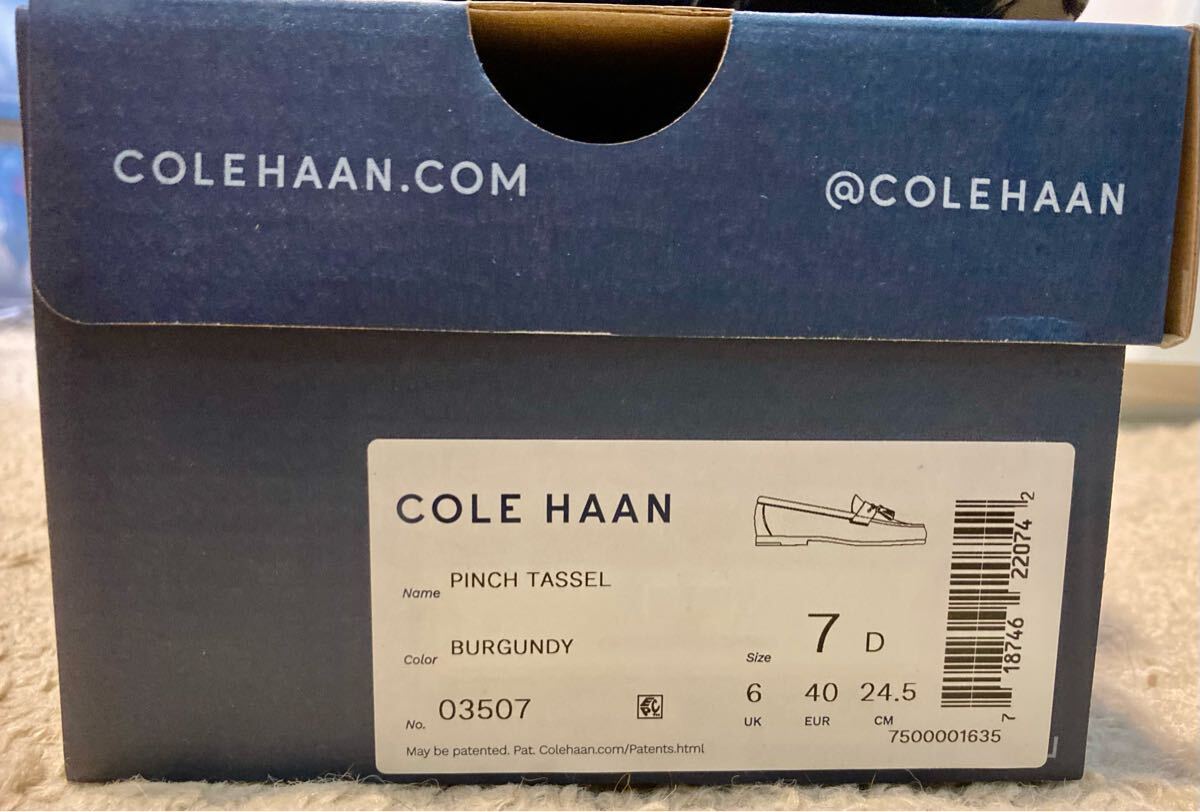 COLEHAAN.COM
@COLEHAAN
COLE HAAN
Name PINCH TASSEL
Color BURGUNDY
Size 7 D
No. 03507
6 40 24.5
UK EUR CM
7500001635
May be patented. Pat. Colehaan.com/Patents.html
7 18746 22074 2